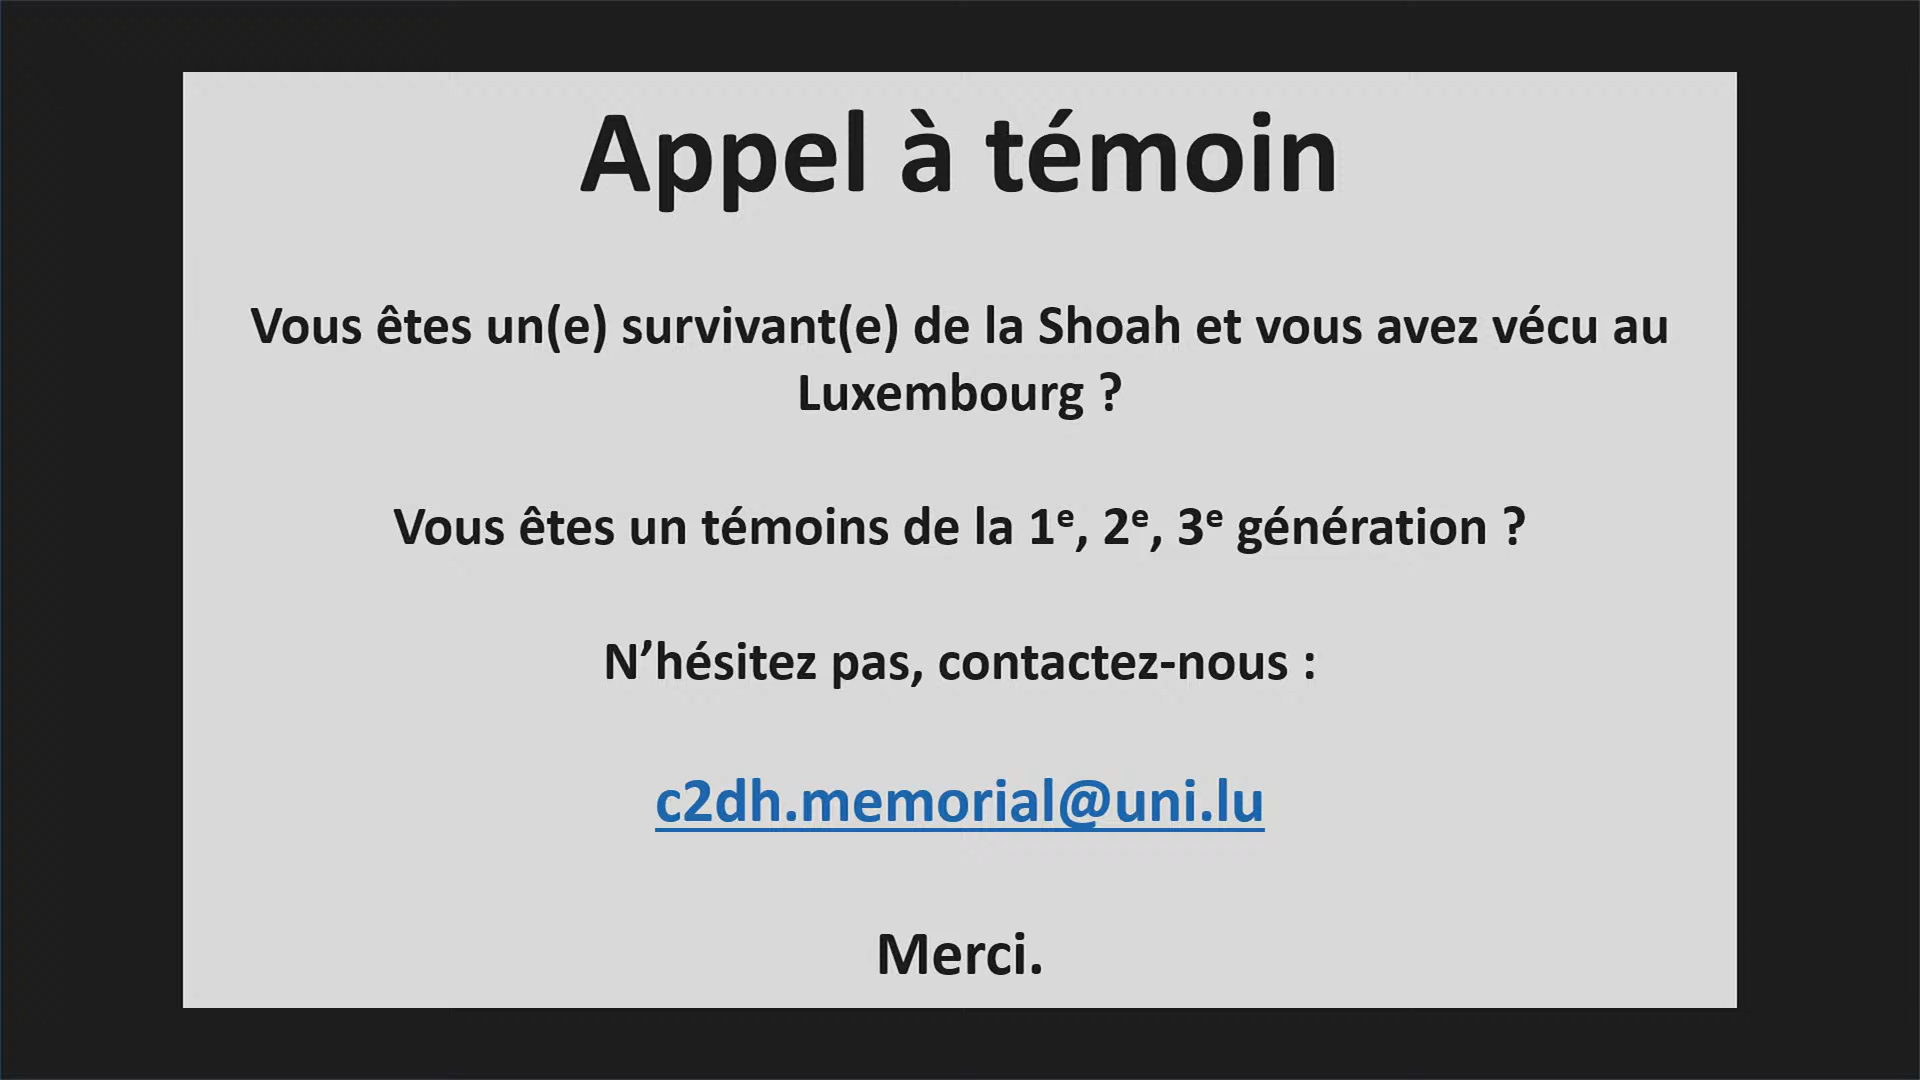 Appel à témoin
Vous êtes un(e) survivant(e) de la Shoah et vous avez vécu au
Luxembourg ?
Vous êtes un témoins de la 1ᵉ, 2ᵉ, 3ᵉ génération ?
N’hésitez pas, contactez-nous :
c2dh.memorial@uni.lu
Merci.